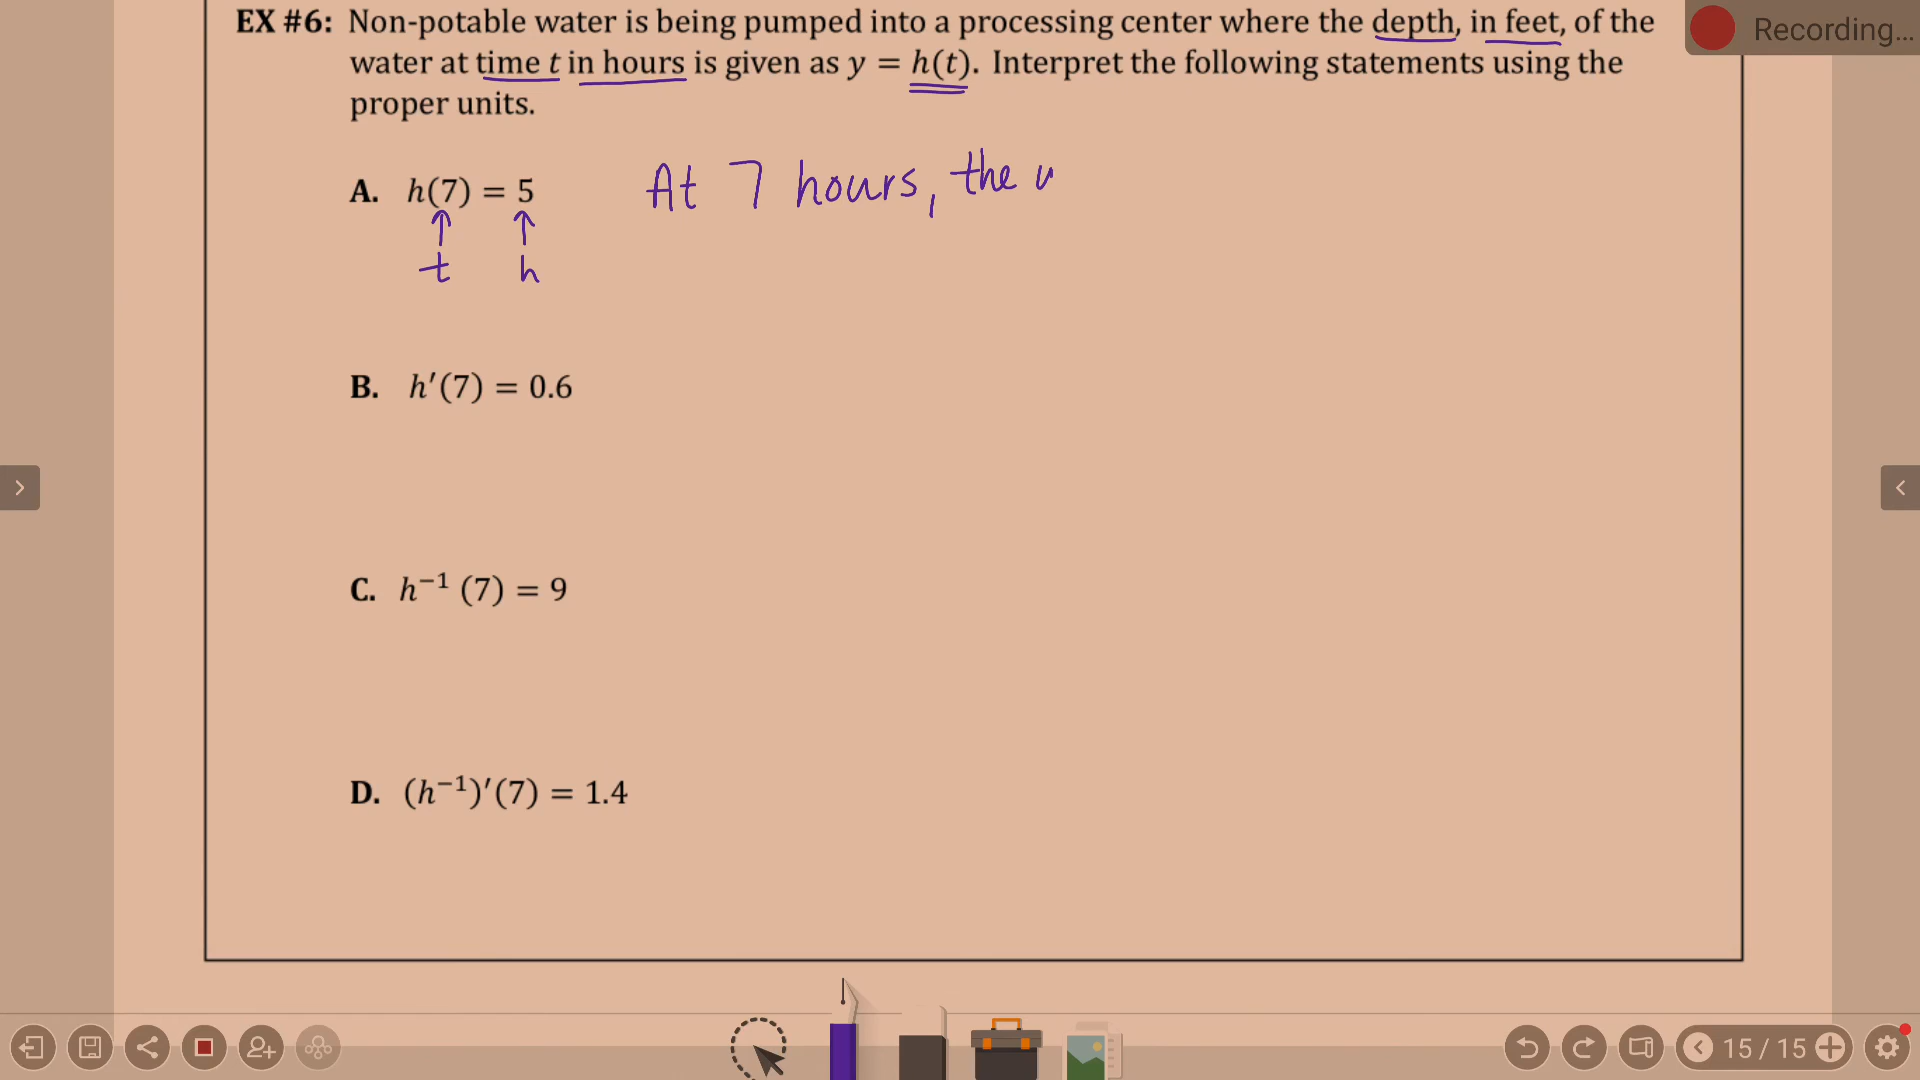 EX #6: Non-potable water is being pumped into a processing center where the depth, in feet, of the
Recording...
water at time t in hours is given as y = h(t). Interpret the following statements using the
proper units.
A. h(7) = 5 At 7 hours, the
t h
B. h′(7) = 0.6
C. h⁻¹ (7) = 9
D. (h⁻¹)′(7) = 1.4
15 / 15